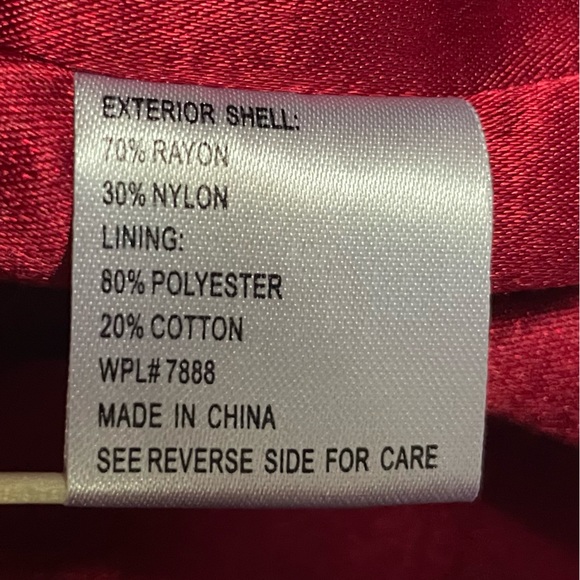 EXTERIOR SHELL:
70% RAYON
30% NYLON
LINING:
80% POLYESTER
20% COTTON
WPL# 7888
MADE IN CHINA
SEE REVERSE SIDE FOR CARE